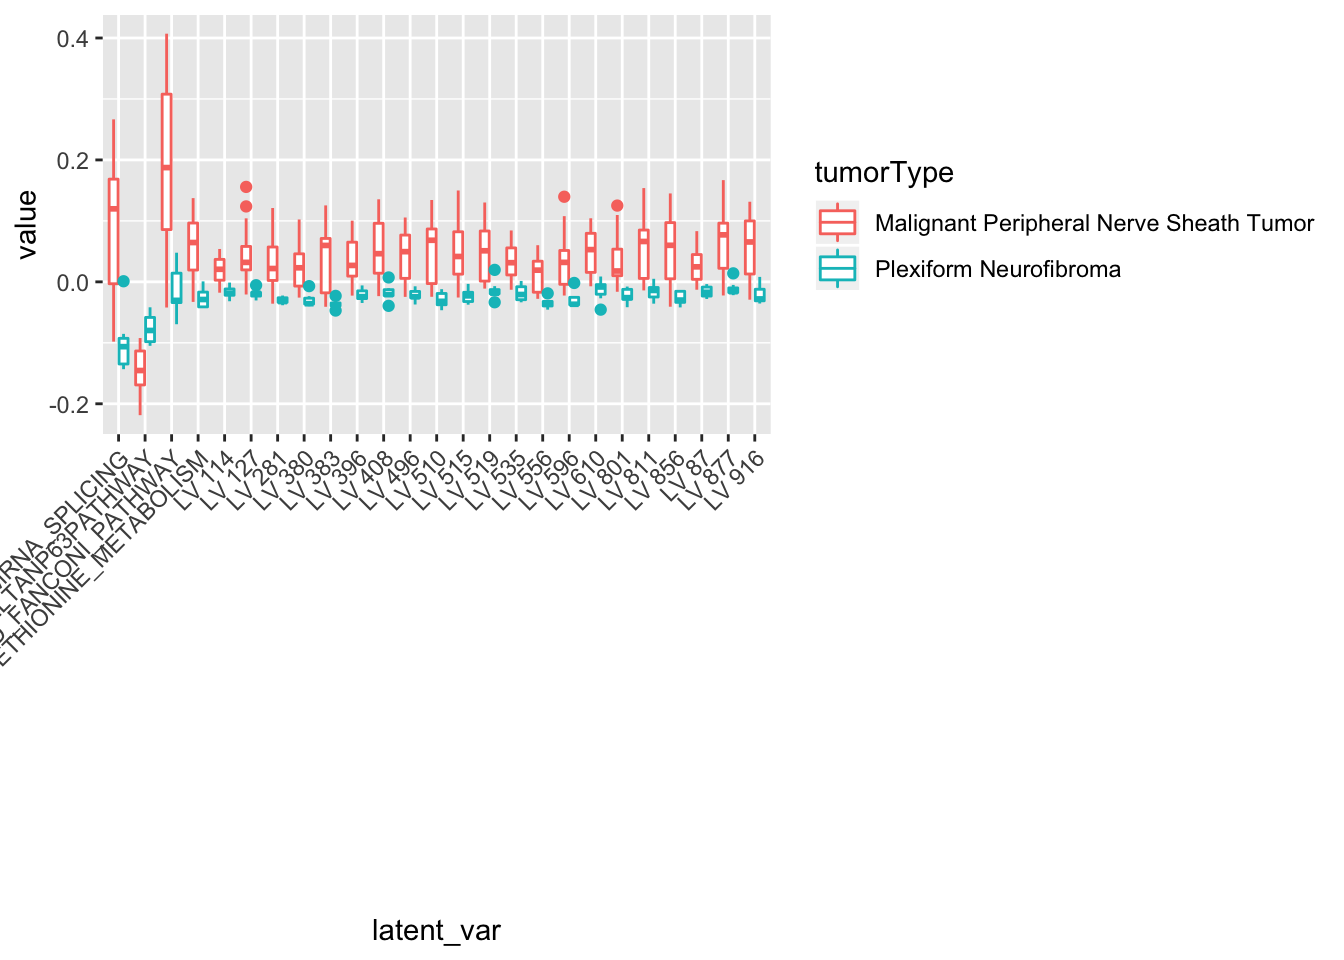 0.4
0.2
0.0
-0.2
value
SPLICING
FANCONI_PATHWAY
LV 114
LV 127
LV 281
LV 380
LV 383
LV 396
LV 408
LV 496
LV 510
LV 515
LV 519
LV 535
LV 556
LV 596
LV 610
LV 801
LV 811
LV 856
LV 87
LV 877
LV 916
latent_var
tumorType
Malignant Peripheral Nerve Sheath Tumor
Plexiform Neurofibroma